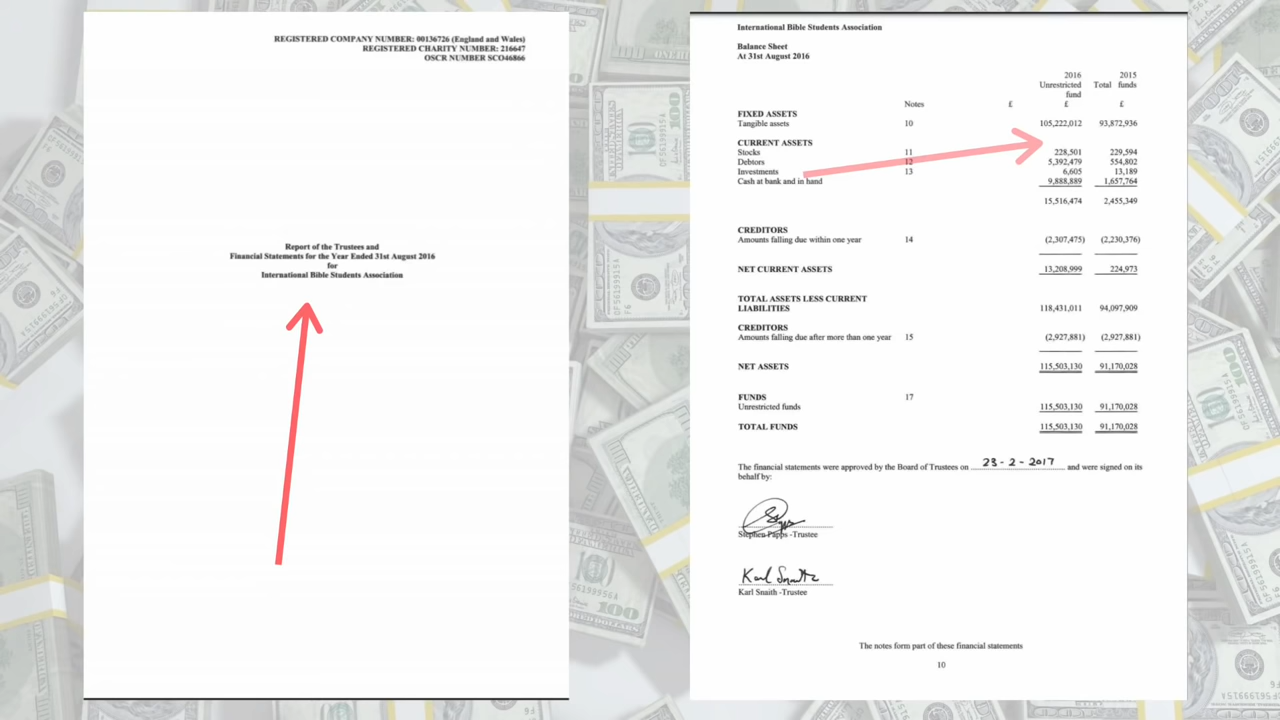 REGISTERED COMPANY NUMBER: 00136726 (England and Wales)
REGISTERED CHARITY NUMBER: 216647
OSCR NUMBER SCO46866
Report of the Trustees and
Financial Statements for the Year Ended 31st August 2016
for
International Bible Students Association
International Bible Students Association
Balance Sheet
At 31st August 2016
2016 2015
Unrestricted Total funds
fund
Notes £ £ £
FIXED ASSETS
Tangible assets 10 105,222,012 93,872,936
CURRENT ASSETS
Stocks 11 228,501 229,594
Debtors 12 5,392,479 554,802
Investments 13 6,605 13,189
Cash at bank and in hand 9,888,889 1,657,764
15,516,474 2,455,349
CREDITORS
Amounts falling due within one year 14 (2,307,475) (2,230,376)
NET CURRENT ASSETS 13,208,999 224,973
TOTAL ASSETS LESS CURRENT
LIABILITIES 118,431,011 94,097,909
CREDITORS
Amounts falling due after more than one year 15 (2,927,881) (2,927,881)
NET ASSETS 115,503,130 91,170,028
FUNDS 17
Unrestricted funds 115,503,130 91,170,028
TOTAL FUNDS 115,503,130 91,170,028
The financial statements were approved by the Board of Trustees on 23-2-2017 and were signed on its
behalf by:
Stephen Papps -Trustee
Karl Snaith
Karl Snaith -Trustee
The notes form part of these financial statements
10